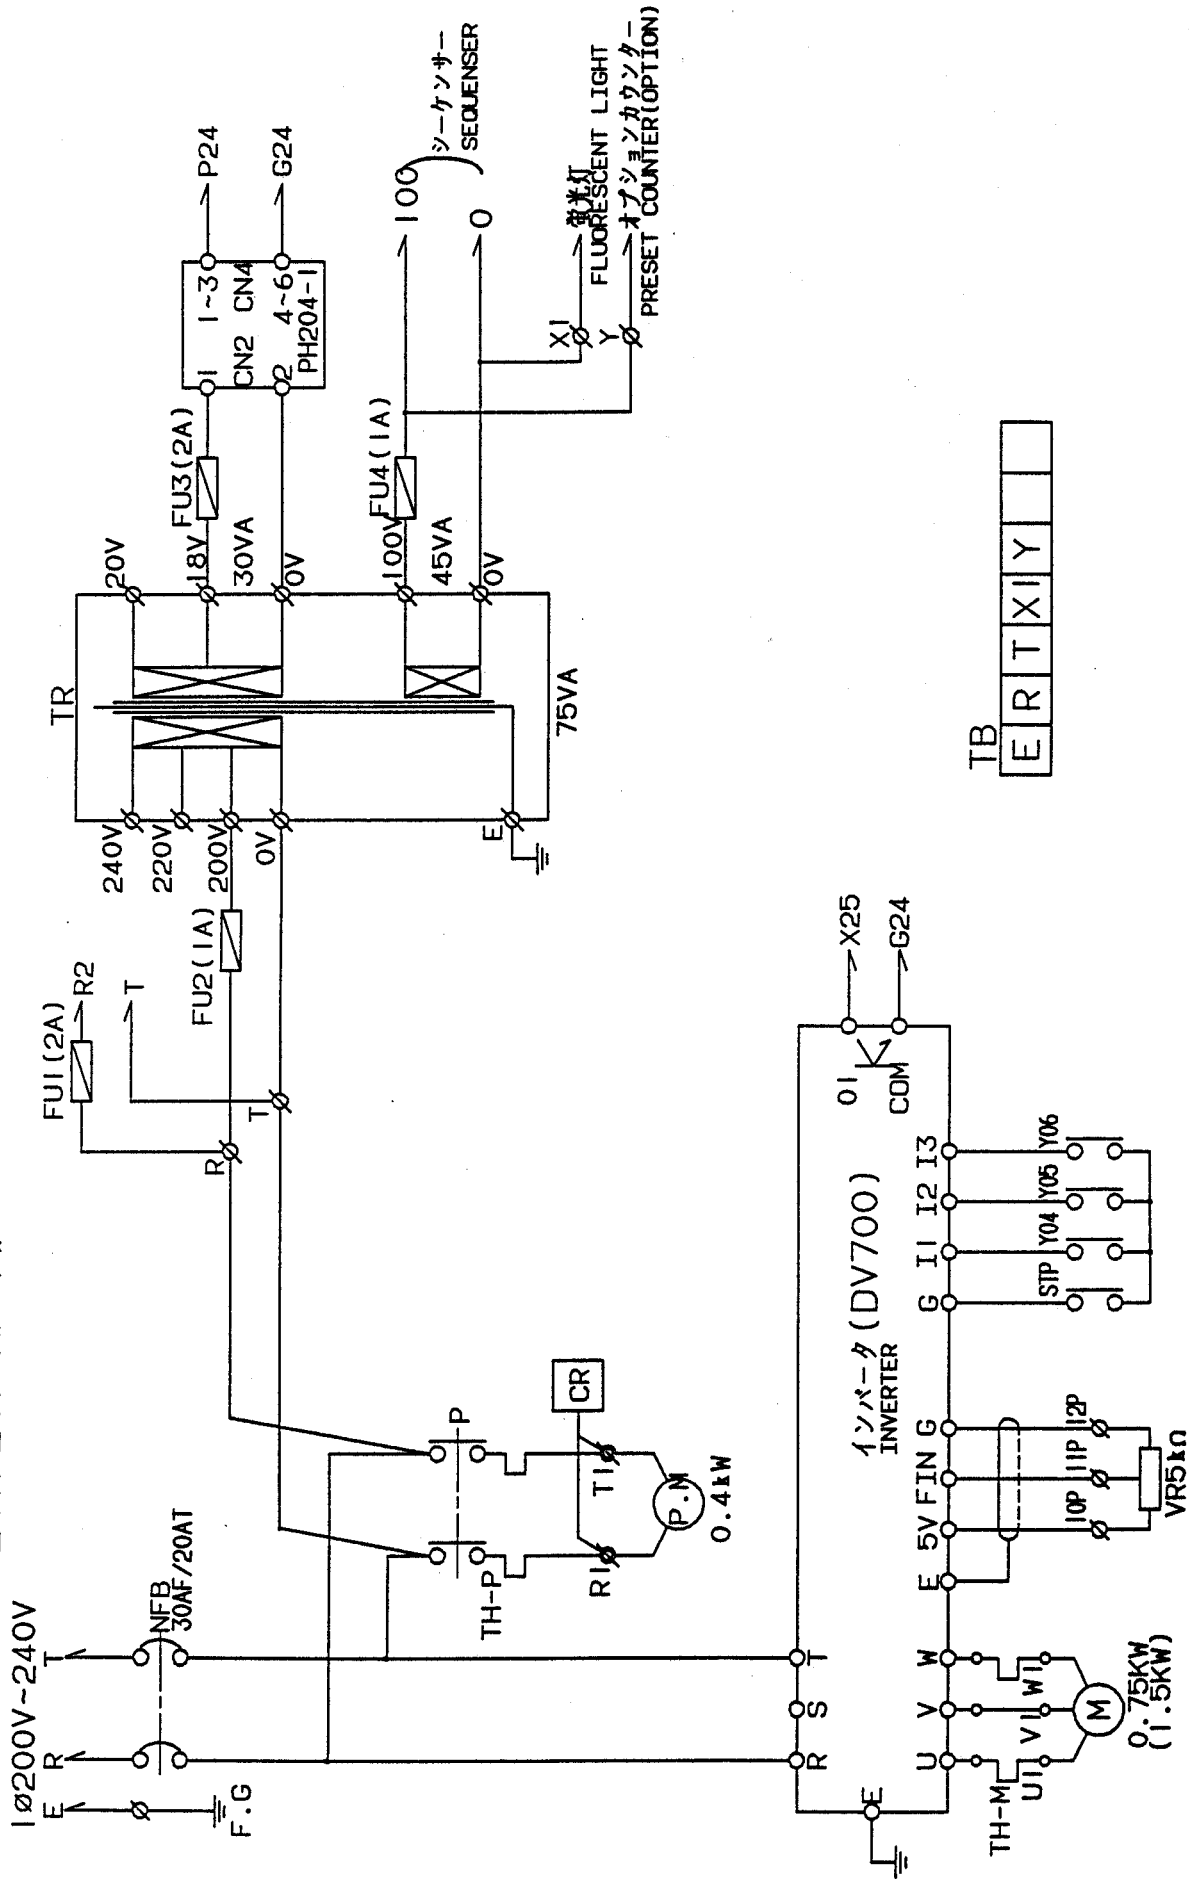 1ø200V~240V
E
R
T
NFB
30AF/20AT
F.G
TH-P
P
R1
T1
CR
P.M
0.4kW
R
T
FU1(2A)
R2
T
FU2(1A)
TR
240V
220V
200V
0V
E
75VA
20V
18V
30VA
0V
100V
45VA
0V
FU3(2A)
FU4(1A)
1
1~3
CN2
CN4
2
4~6
PH204-1
P24
G24
100
0
シーケンサー
SEQUENSER
X1
Y
蛍光灯
FLUORESCENT LIGHT
オプションカウンター
PRESET COUNTER(OPTION)
R
S
T
E
インバータ(DV700)
INVERTER
O1
COM
X25
G24
U
V
W
E
5V
FIN
G
G
I1
I2
I3
TH-M
U1
V1
W1
M
0.75KW
(1.5KW)
10P
11P
12P
VR5kΩ
STP
Y04
Y05
Y06
TB
E R T X1 Y